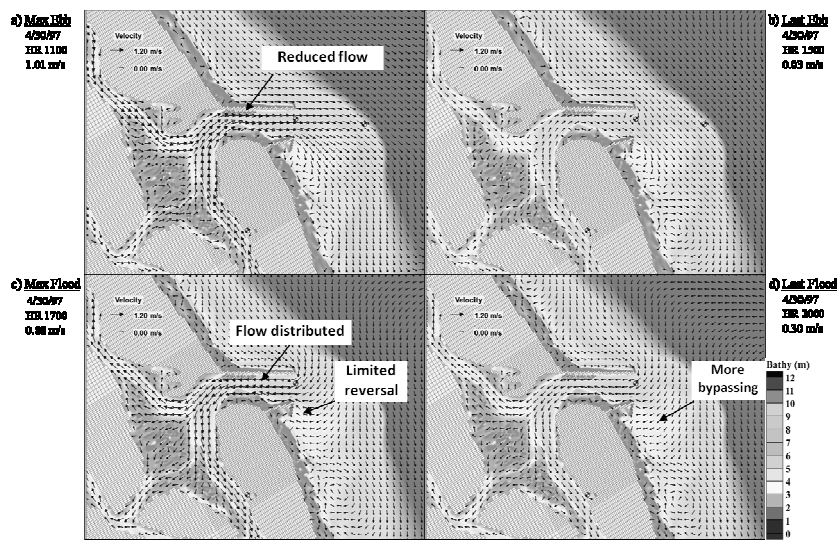 a) Max Ebb
4/30/97
HR 1100
1.01 m/s
Velocity
1.20 m/s
0.00 m/s
Reduced flow
b) Last Ebb
4/30/97
Velocity
1.20 m/s
0.00 m/s
c) Max Flood
4/30/97
HR 1700
Velocity
1.20 m/s
0.00 m/s
Flow distributed
Limited
reversal
d) Last Flood
4/30/97
HR 2000
0.30 m/s
Velocity
1.20 m/s
0.00 m/s
More
bypassing
Bathy (m)
12
11
10
9
8
7
6
5
4
3
2
1
0